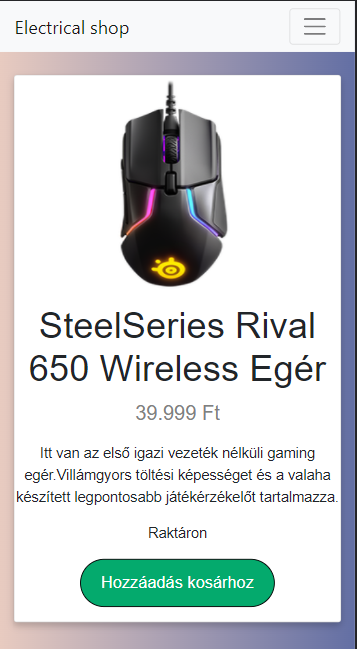 Electrical shop
SteelSeries Rival
650 Wireless Egér
39.999 Ft
Itt van az első igazi vezeték nélküli gaming
egér.Villámgyors töltési képességet és a valaha
készített legpontosabb játékérzékelőt tartalmazza.
Raktáron
Hozzáadás kosárhoz